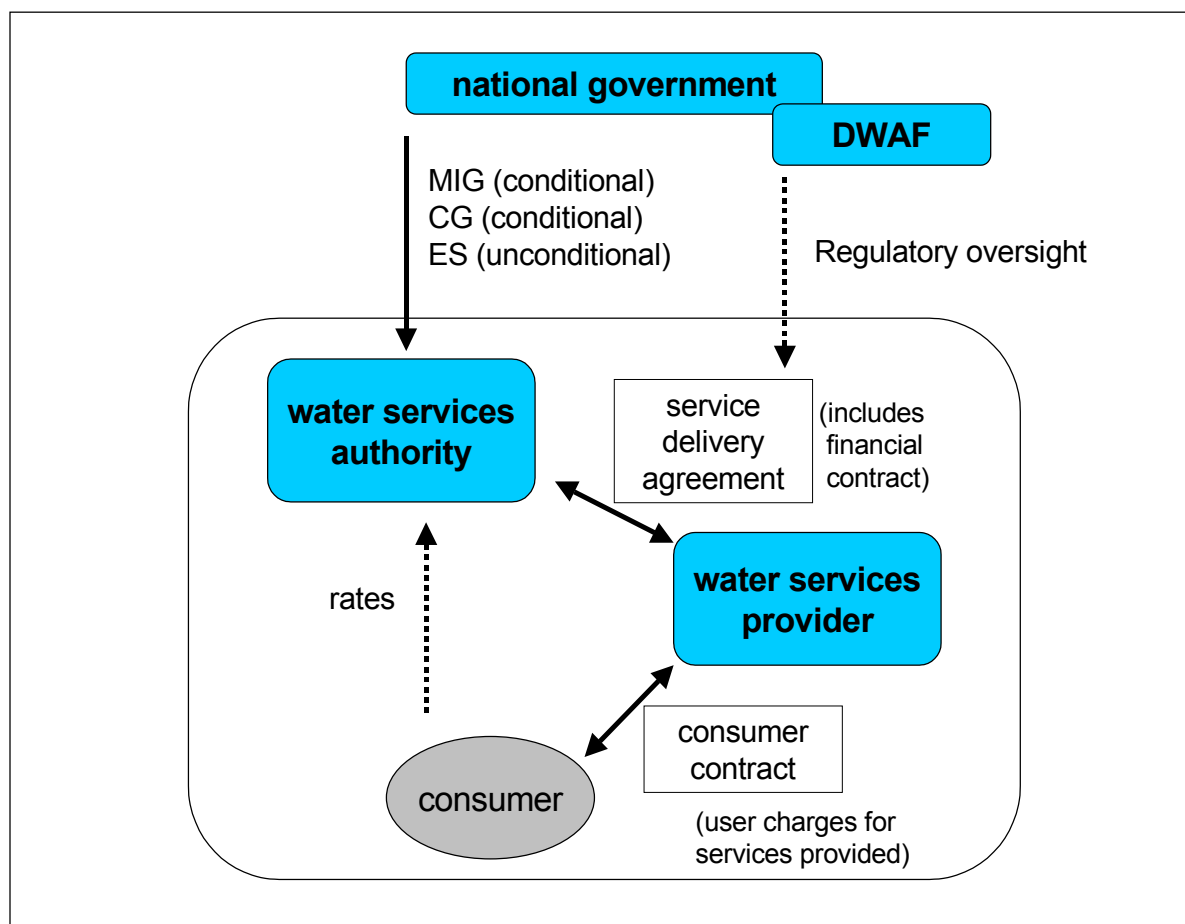 national government
DWAF
MIG (conditional)
CG (conditional)
ES (unconditional)
Regulatory oversight
water services
authority
service
delivery
agreement
(includes
financial
contract)
water services
provider
rates
consumer
contract
consumer
(user charges for
services provided)